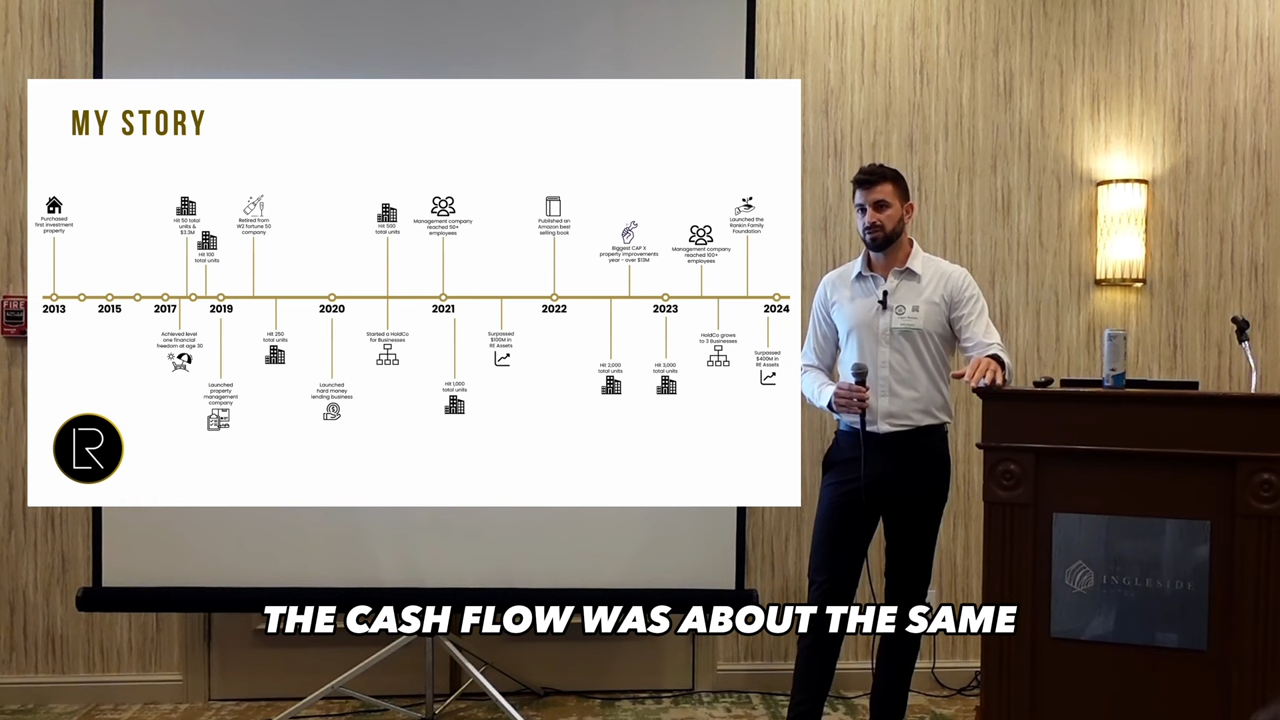 MY STORY
Purchased
first investment
property
Hit 50 total
units &
$3.3M
Hit 100
total units
Retired from
W2 fortune 50
company
Hit 500
total units
Management company
reached 50+
employees
Published an
Amazon best
selling book
Biggest CAP X
property improvements
year - over $13M
Management company
reached 100+
employees
Launched the
Rankin Family
Foundation
2013
2015
2017
2019
2020
2021
2022
2023
2024
Achieved level
one financial
freedom at age 30
Launched
property
management
company
Hit 250
total units
Launched
hard money
lending business
Started a HoldCo
for Businesses
Hit 1,000
total units
Surpassed
$100M in
RE Assets
Hit 2,000
total units
Hit 3,000
total units
HoldCo grows
to 3 Businesses
Surpassed
$400M in
RE Assets
LR
FIRE
INGLESIDE
THE CASH FLOW WAS ABOUT THE SAME